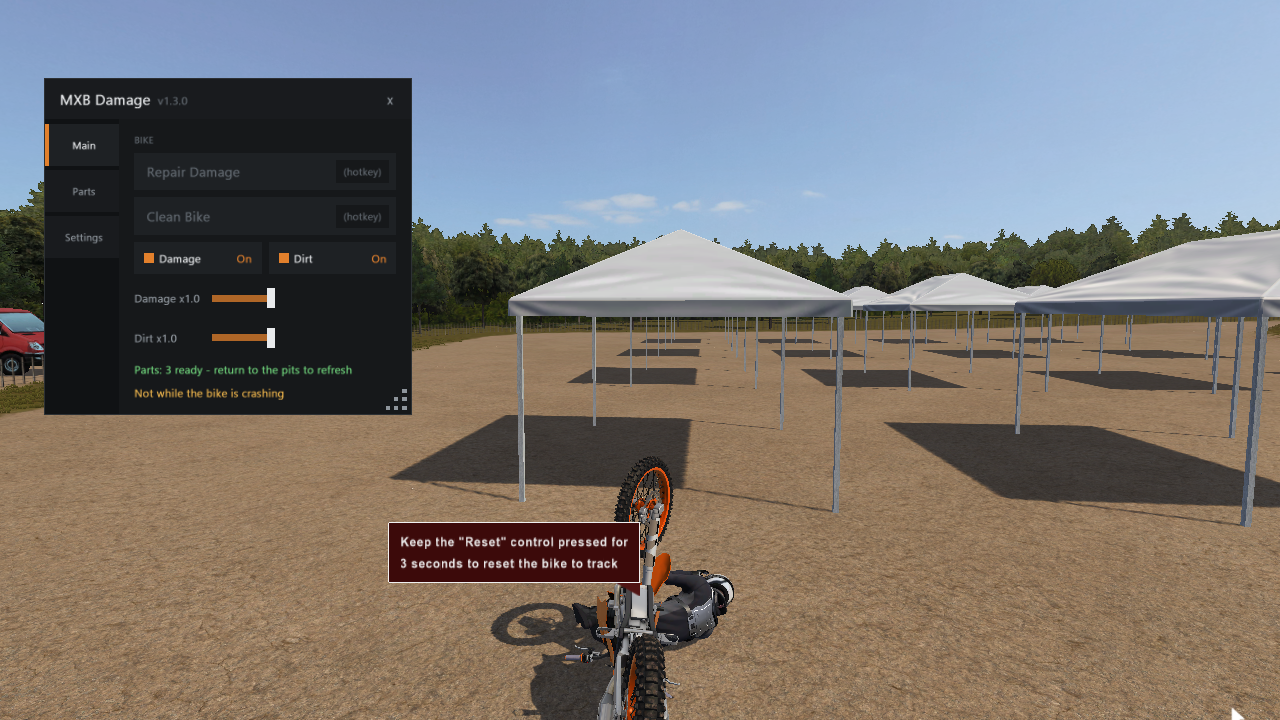 MXB Damage v1.3.0 x
Main
Parts
Settings
BIKE
Repair Damage (hotkey)
Clean Bike (hotkey)
Damage On Dirt On
Damage x1.0
Dirt x1.0
Parts: 3 ready - return to the pits to refresh
Not while the bike is crashing
Keep the "Reset" control pressed for
3 seconds to reset the bike to track